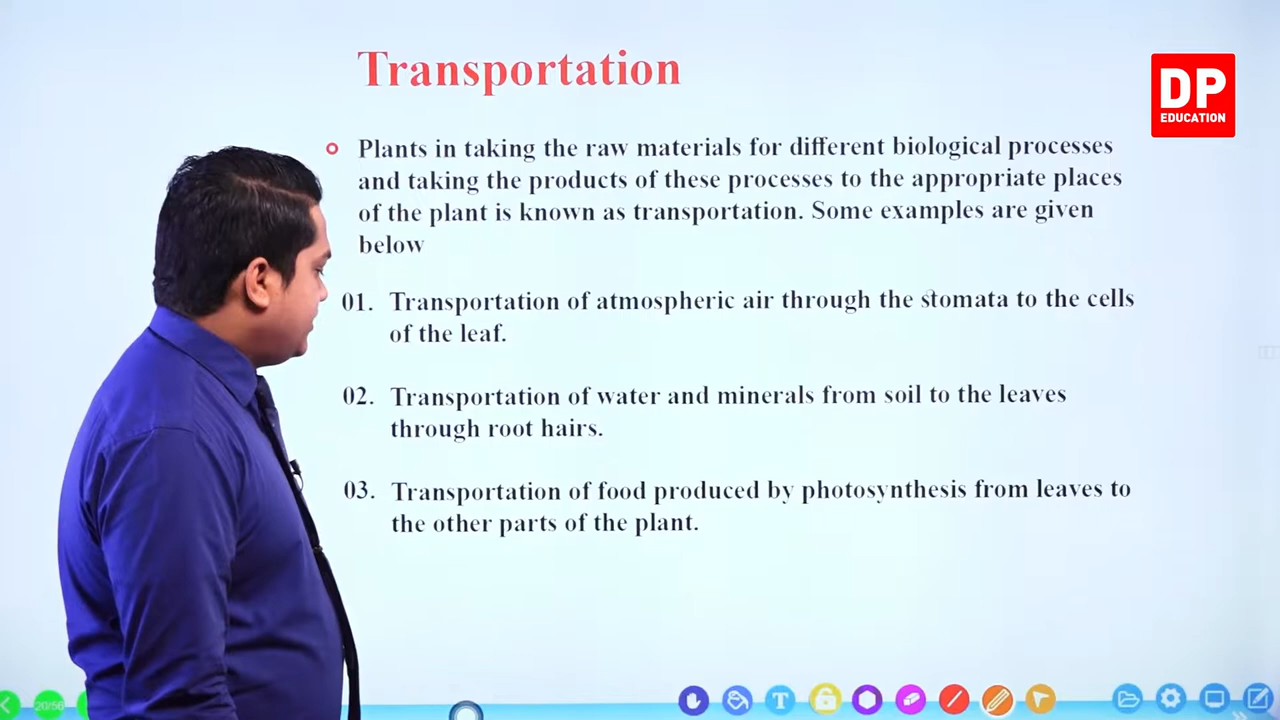 Transportation
DP
EDUCATION
Plants in taking the raw materials for different biological processes
and taking the products of these processes to the appropriate places
of the plant is known as transportation. Some examples are given
below
01. Transportation of atmospheric air through the stomata to the cells
of the leaf.
02. Transportation of water and minerals from soil to the leaves
through root hairs.
03. Transportation of food produced by photosynthesis from leaves to
the other parts of the plant.
20/56
T